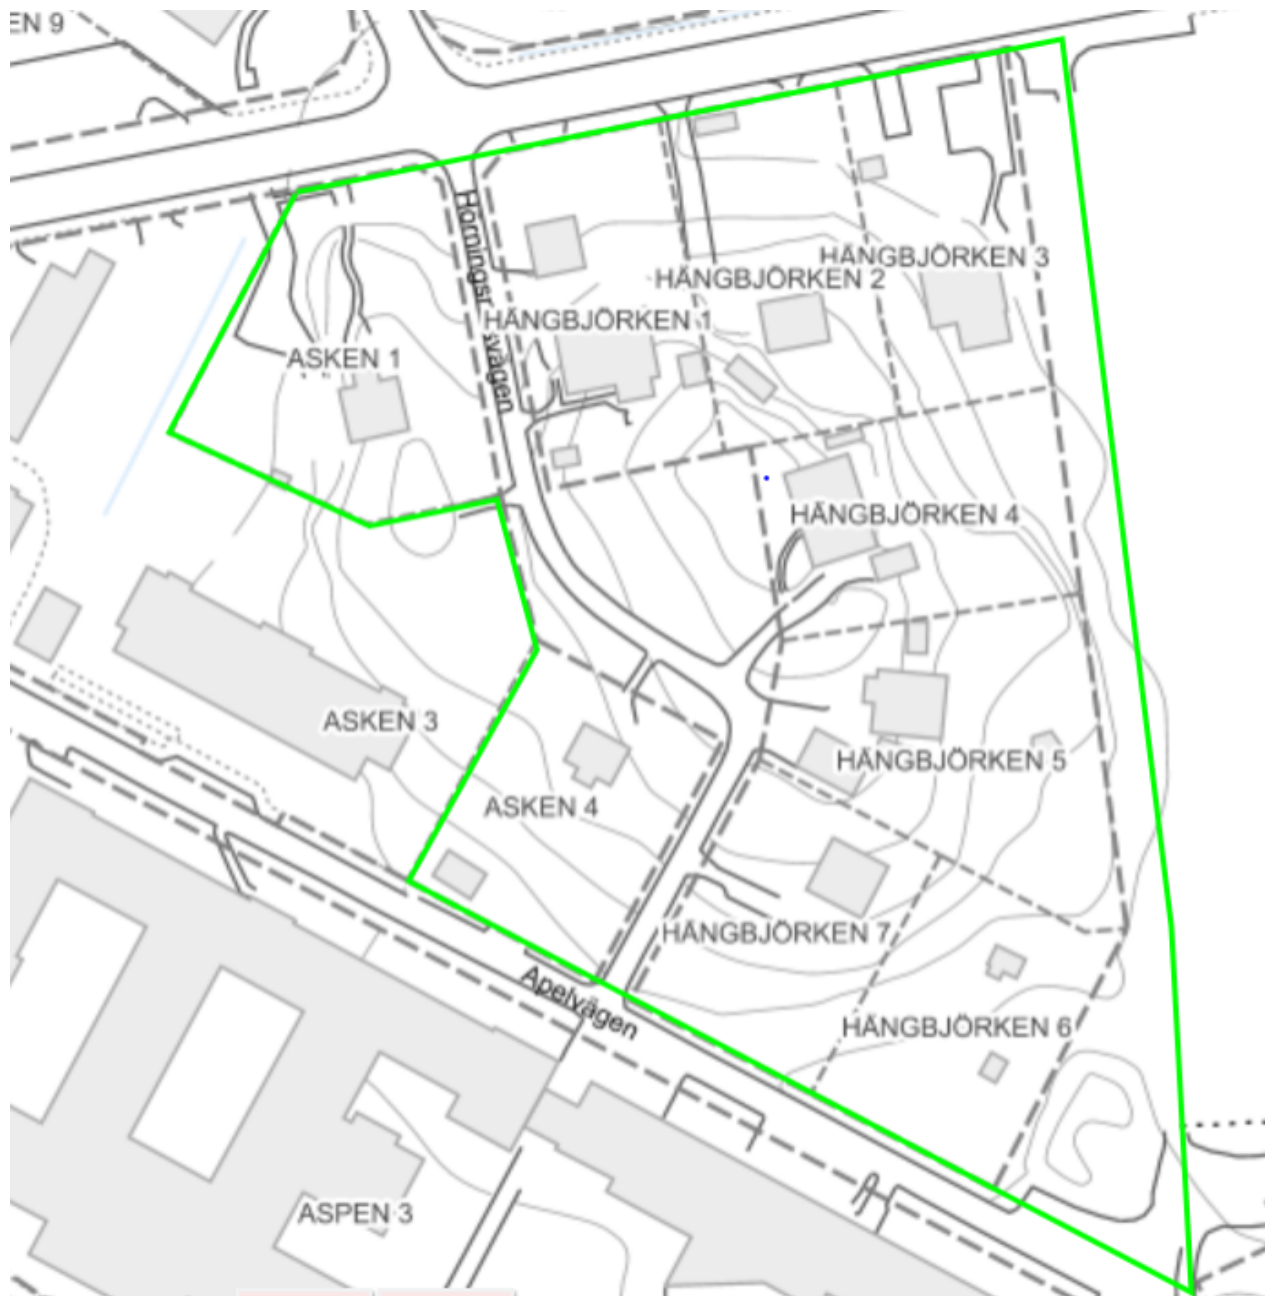 EN 9
HÄNGBJÖRKEN 3
HÄNGBJÖRKEN 2
HÄNGBJÖRKEN 1
ASKEN 1
HÄNGBJÖRKEN 4
ASKEN 3
HÄNGBJÖRKEN 5
ASKEN 4
HÄNGBJÖRKEN 7
Apelvägen
HÄNGBJÖRKEN 6
ASPEN 3